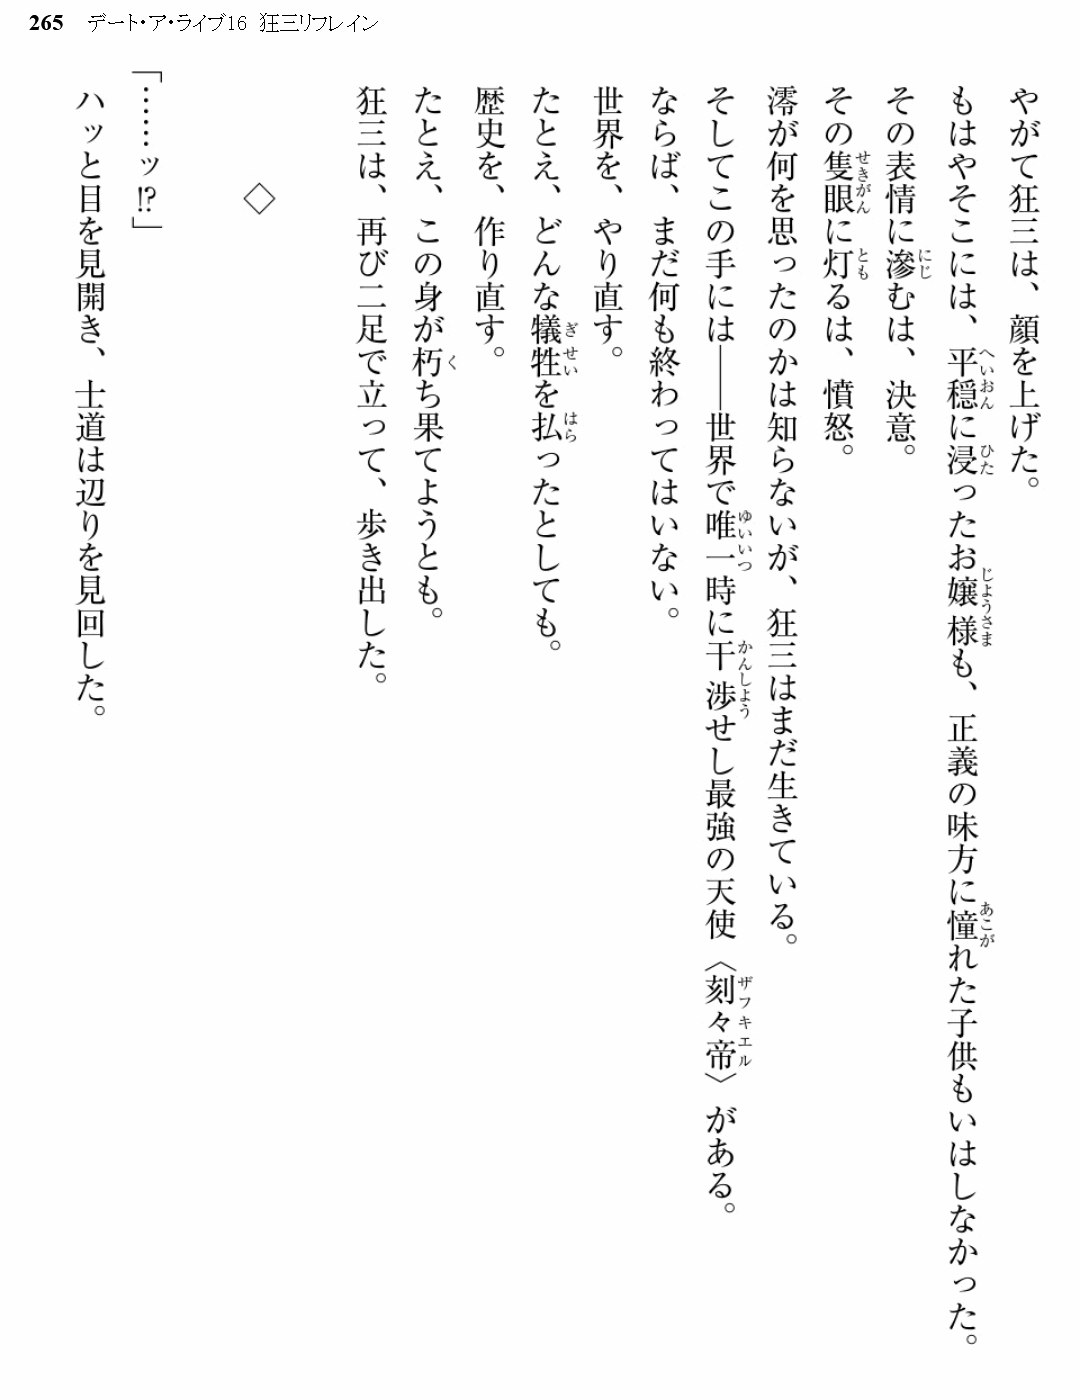 265 デート・ア・ライブ16 狂三リフレイン
やがて狂三は、顔を上げた。
もはやそこには、平穏に浸ったお嬢様も、正義の味方に憧れた子供もいはしなかった。
その表情に滲むは、決意。
その隻眼に灯るは、憤怒。
澪が何を思ったのかは知らないが、狂三はまだ生きている。
そしてこの手には――世界で唯一時に干渉せし最強の天使〈刻々帝〉がある。
ならば、まだ何も終わってはいない。
世界を、やり直す。
たとえ、どんな犠牲を払ったとしても。
歴史を、作り直す。
たとえ、この身が朽ち果てようとも。
狂三は、再び二足で立って、歩き出した。
◇
「……ッ!?」
ハッと目を見開き、士道は辺りを見回した。